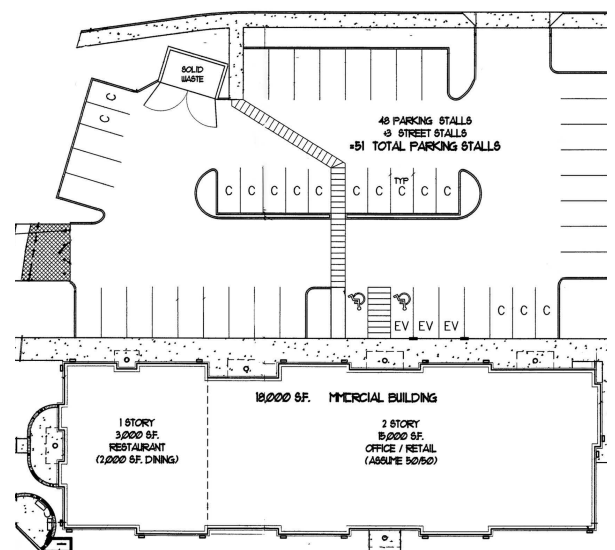 SOLID
WASTE
C
C
48 PARKING STALLS
+3 STREET STALLS
=51 TOTAL PARKING STALLS
TYP
C C C C C C C C C C
EV EV EV
C C C
18,000 S.F. MMERCIAL BUILDING
1 STORY
3,000 S.F.
RESTAURANT
(2,000 S.F. DINING)
2 STORY
15,000 S.F.
OFFICE / RETAIL
(ASSUME 50/50)